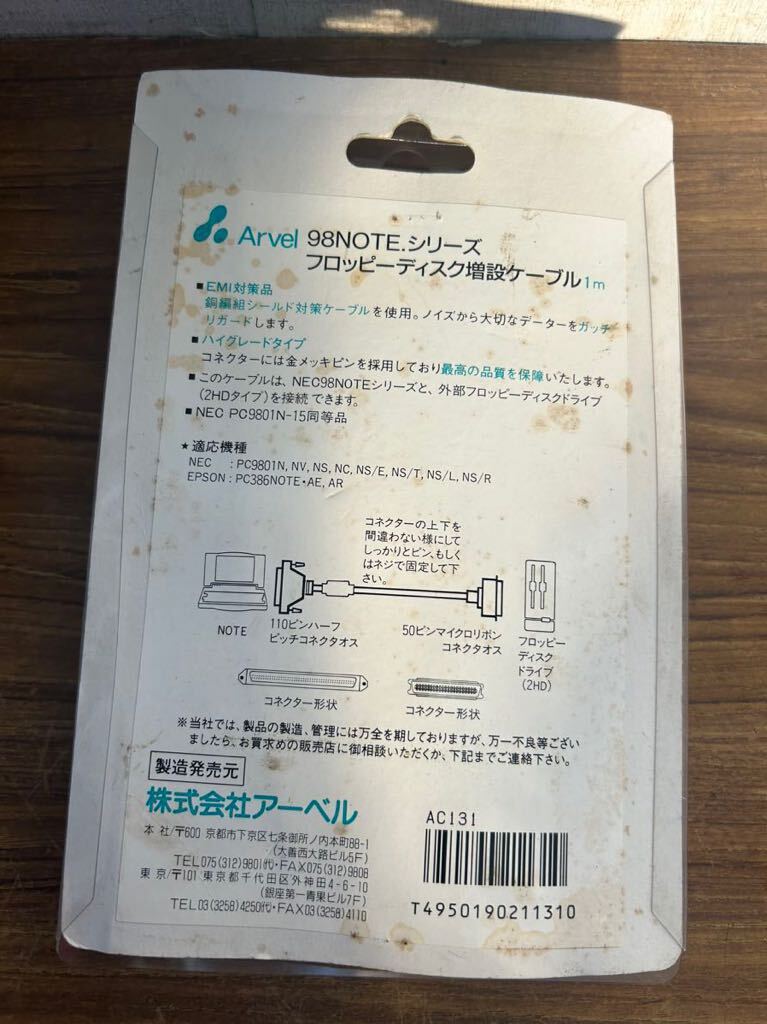 Arvel 98NOTE.シリーズ
フロッピーディスク増設ケーブル1m
■EMI対策品
銅編組シールド対策ケーブルを使用。ノイズから大切なデーターをガッチ
リガードします。
■ハイグレードタイプ
コネクターには金メッキピンを採用しており最高の品質を保障いたします。
■このケーブルは、NEC98NOTEシリーズと、外部フロッピーディスクドライブ
(2HDタイプ)を接続できます。
■NEC PC9801N-15同等品
★適応機種
NEC : PC9801N, NV, NS, NC, NS/E, NS/T, NS/L, NS/R
EPSON : PC386NOTE・AE, AR
コネクターの上下を
間違わない様にして
しっかりとピン、もしく
はネジで固定して下
さい。
NOTE
110ピンハーフ
ピッチコネクタオス
50ピンマイクロリボン
コネクタオス
フロッピー
ディスク
ドライブ
(2HD)
コネクター形状
コネクター形状
※当社では、製品の製造、管理には万全を期しておりますが、万一不良等ござい
ましたら、お買求めの販売店に御相談いただくか、下記までご連絡下さい。
製造発売元
株式会社アーベル
本社/〒600 京都市下京区七条御所ノ内本町88-1
(大善西大路ビル5F)
TEL075(312)9801(代)・FAX075(312)9808
東京/〒101 東京都千代田区外神田4-6-10
(銀座第一青果ビル7F)
TEL03(3258)4250(代)・FAX03(3258)4110
AC131
T4950190211310